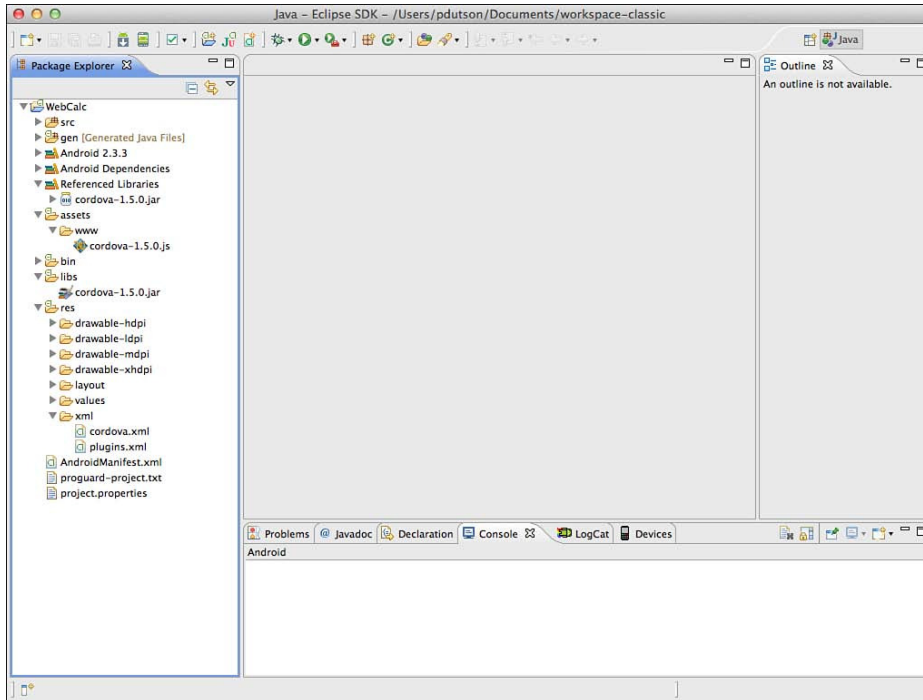 Java – Eclipse SDK – /Users/pdutson/Documents/workspace-classic
Java
Package Explorer
WebCalc
src
gen [Generated Java Files]
Android 2.3.3
Android Dependencies
Referenced Libraries
cordova-1.5.0.jar
assets
www
cordova-1.5.0.js
bin
libs
cordova-1.5.0.jar
res
drawable-hdpi
drawable-ldpi
drawable-mdpi
drawable-xhdpi
layout
values
xml
cordova.xml
plugins.xml
AndroidManifest.xml
proguard-project.txt
project.properties
Outline
An outline is not available.
Problems @ Javadoc Declaration Console LogCat Devices
Android